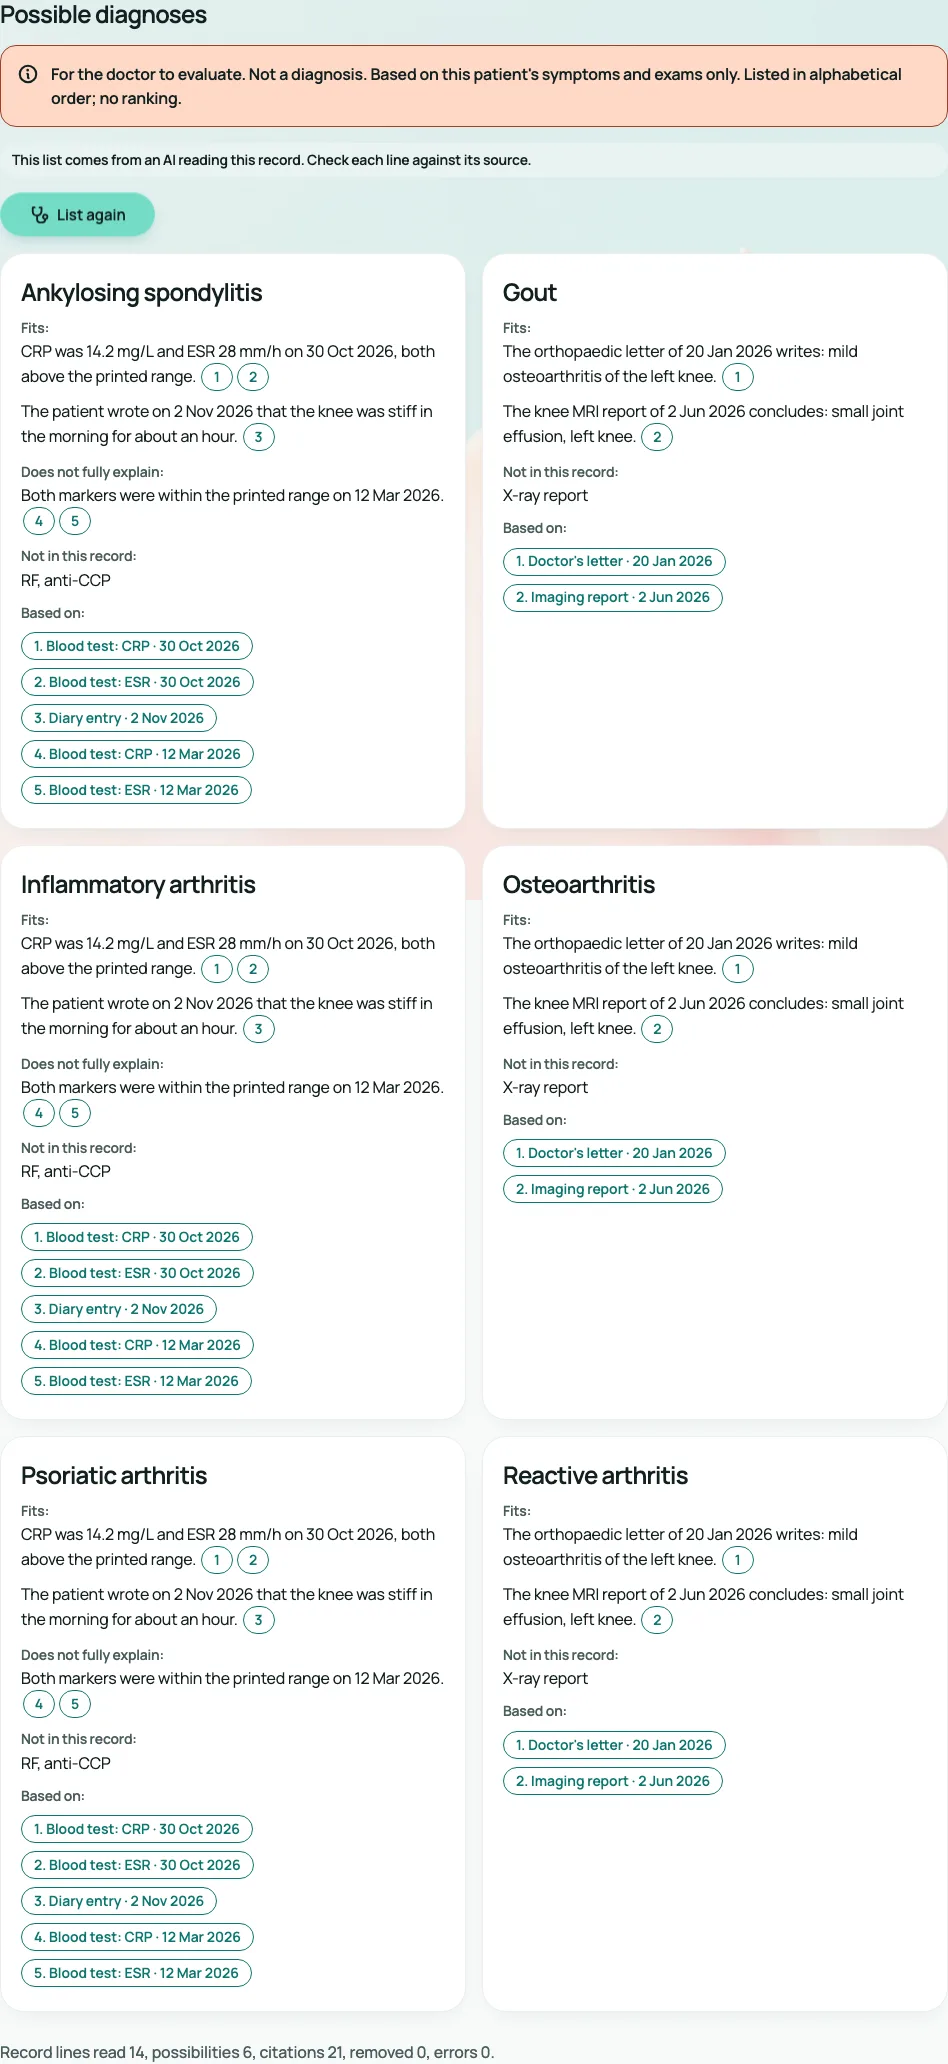 Possible diagnoses
For the doctor to evaluate. Not a diagnosis. Based on this patient's symptoms and exams only. Listed in alphabetical
order; no ranking.
This list comes from an AI reading this record. Check each line against its source.
List again
Ankylosing spondylitis
Fits:
CRP was 14.2 mg/L and ESR 28 mm/h on 30 Oct 2026, both
above the printed range. 1 2
The patient wrote on 2 Nov 2026 that the knee was stiff in
the morning for about an hour. 3
Does not fully explain:
Both markers were within the printed range on 12 Mar 2026.
4 5
Not in this record:
RF, anti-CCP
Based on:
1. Blood test: CRP · 30 Oct 2026
2. Blood test: ESR · 30 Oct 2026
3. Diary entry · 2 Nov 2026
4. Blood test: CRP · 12 Mar 2026
5. Blood test: ESR · 12 Mar 2026
Gout
Fits:
The orthopaedic letter of 20 Jan 2026 writes: mild
osteoarthritis of the left knee. 1
The knee MRI report of 2 Jun 2026 concludes: small joint
effusion, left knee. 2
Not in this record:
X-ray report
Based on:
1. Doctor's letter · 20 Jan 2026
2. Imaging report · 2 Jun 2026
Inflammatory arthritis
Fits:
CRP was 14.2 mg/L and ESR 28 mm/h on 30 Oct 2026, both
above the printed range. 1 2
The patient wrote on 2 Nov 2026 that the knee was stiff in
the morning for about an hour. 3
Does not fully explain:
Both markers were within the printed range on 12 Mar 2026.
4 5
Not in this record:
RF, anti-CCP
Based on:
1. Blood test: CRP · 30 Oct 2026
2. Blood test: ESR · 30 Oct 2026
3. Diary entry · 2 Nov 2026
4. Blood test: CRP · 12 Mar 2026
5. Blood test: ESR · 12 Mar 2026
Osteoarthritis
Fits:
The orthopaedic letter of 20 Jan 2026 writes: mild
osteoarthritis of the left knee. 1
The knee MRI report of 2 Jun 2026 concludes: small joint
effusion, left knee. 2
Not in this record:
X-ray report
Based on:
1. Doctor's letter · 20 Jan 2026
2. Imaging report · 2 Jun 2026
Psoriatic arthritis
Fits:
CRP was 14.2 mg/L and ESR 28 mm/h on 30 Oct 2026, both
above the printed range. 1 2
The patient wrote on 2 Nov 2026 that the knee was stiff in
the morning for about an hour. 3
Does not fully explain:
Both markers were within the printed range on 12 Mar 2026.
4 5
Not in this record:
RF, anti-CCP
Based on:
1. Blood test: CRP · 30 Oct 2026
2. Blood test: ESR · 30 Oct 2026
3. Diary entry · 2 Nov 2026
4. Blood test: CRP · 12 Mar 2026
5. Blood test: ESR · 12 Mar 2026
Reactive arthritis
Fits:
The orthopaedic letter of 20 Jan 2026 writes: mild
osteoarthritis of the left knee. 1
The knee MRI report of 2 Jun 2026 concludes: small joint
effusion, left knee. 2
Not in this record:
X-ray report
Based on:
1. Doctor's letter · 20 Jan 2026
2. Imaging report · 2 Jun 2026
Record lines read 14, possibilities 6, citations 21, removed 0, errors 0.